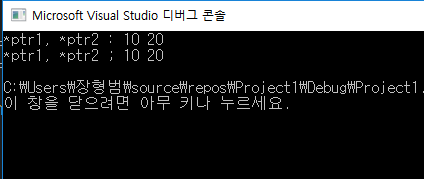 Microsoft Visual Studio 디버그 콘솔
*ptr1, *ptr2 : 10 20
*ptr1, *ptr2 ; 10 20
C:₩Users₩장형범₩source₩repos₩Project1₩Debug₩Project1.
이 창을 닫으려면 아무 키나 누르세요.